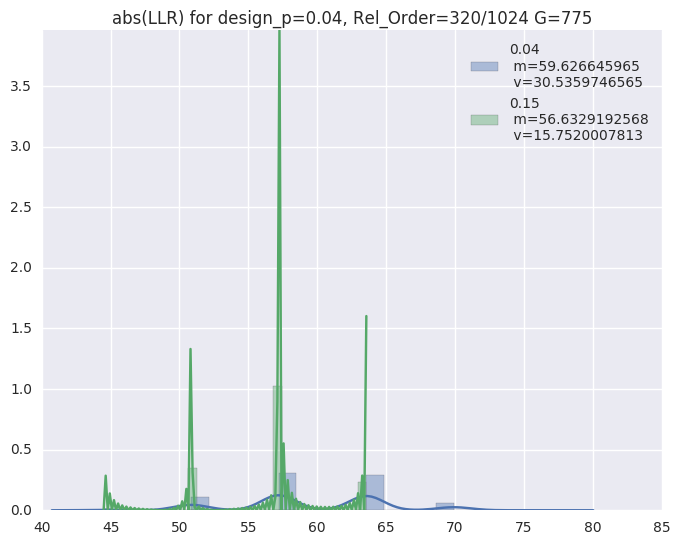 abs(LLR) for design_p=0.04, Rel_Order=320/1024 G=775
0.04
m=59.626645965
v=30.5359746565
0.15
m=56.6329192568
v=15.7520007813
3.5
3.0
2.5
2.0
1.5
1.0
0.5
0.0
40 45 50 55 60 65 70 75 80 85